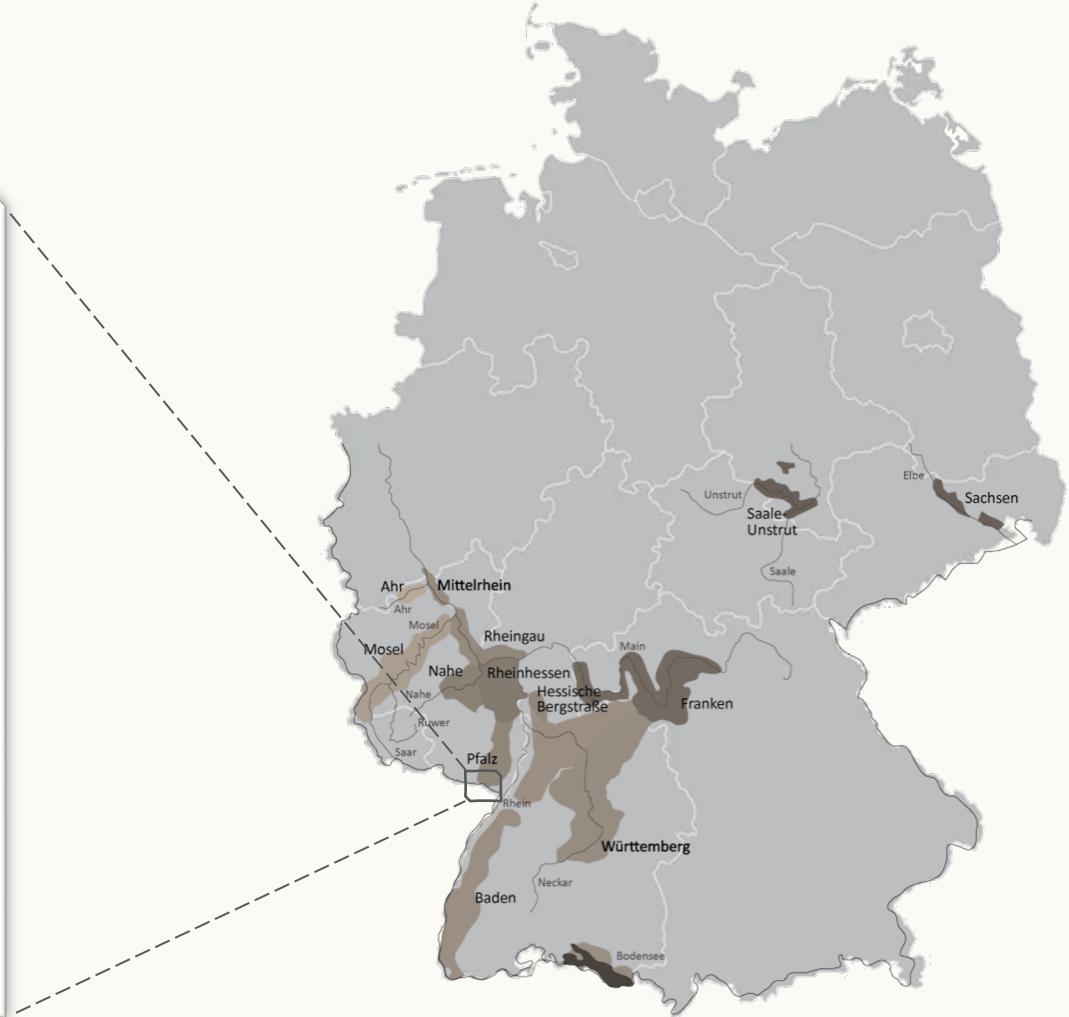 Elbe
Unstrut
Sachsen
Saale-
Unstrut
Saale
Ahr
Mittelrhein
Ahr
Mosel
Rheingau
Main
Mosel
Nahe
Rheinhessen
Hessische
Bergstraße
Nahe
Franken
Ruwer
Saar
Pfalz
Rhein
Württemberg
Neckar
Baden
Bodensee